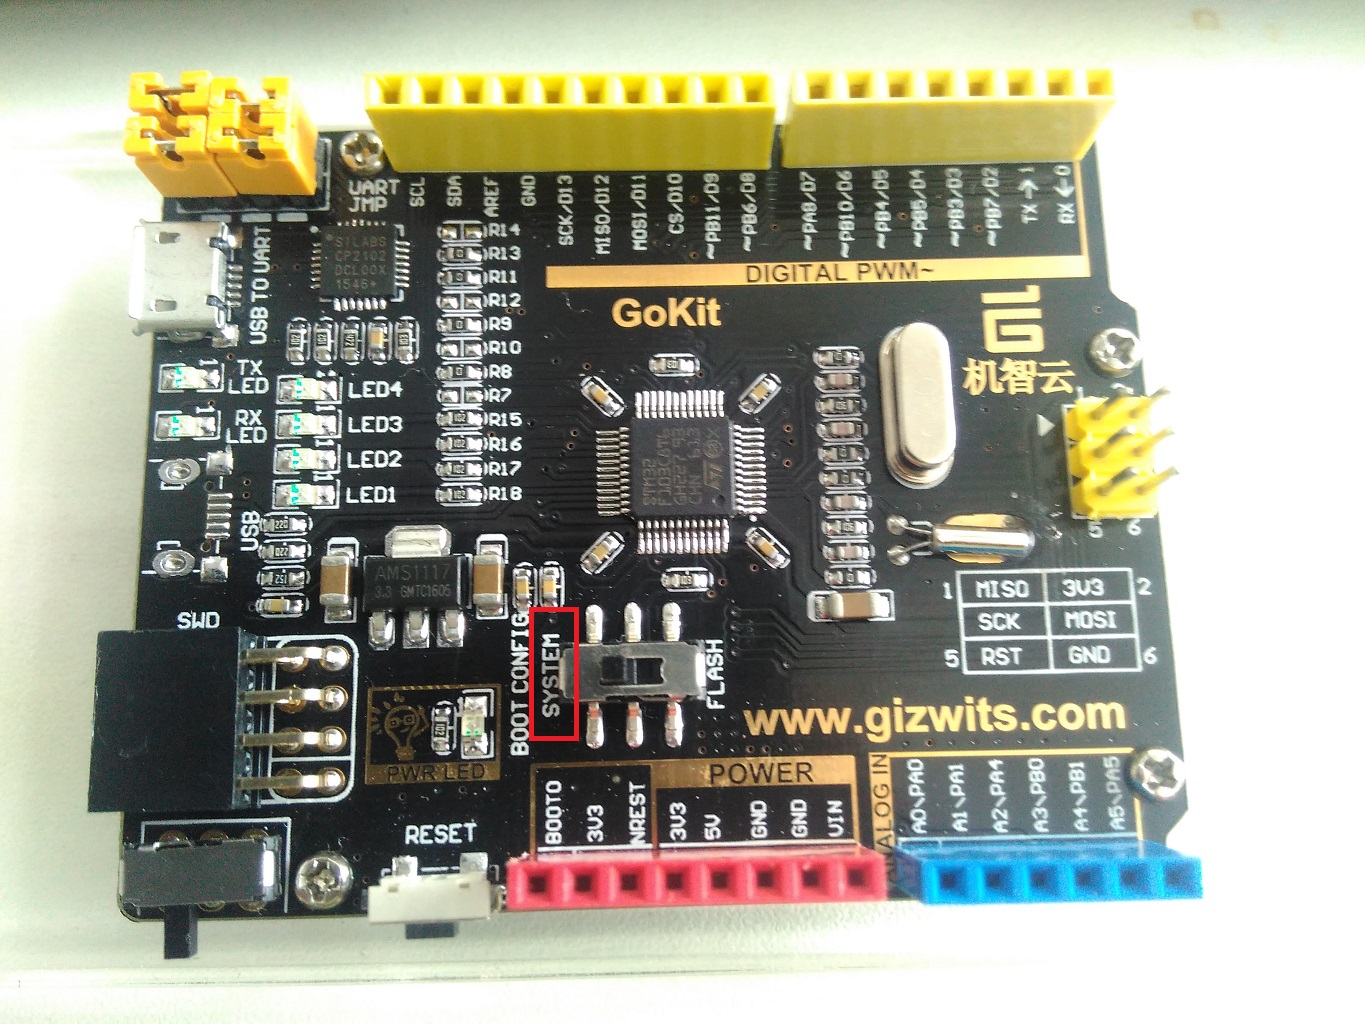 UART
JMP
SCL
SDA
AREF
GND
SCK/D13
MISO/D12
MOSI/D11
CS/D10
~PB11/D9
~PB6/D8
~PA8/D7
~PB10/D6
~PB4/D5
~PB5/D4
~PB3/D3
~PB7/D2
TX→1
RX←0
DIGITAL PWM~
SILABS
CP2102
DCL00X
1546+
USB TO UART
R14
R13
R11
R12
R9
R10
R8
R7
R15
R16
R17
R18
GoKit
机智云
TX
LED
RX
LED
LED4
LED3
LED2
LED1
USB
STM32
AMS1117
3.3 GMTC1605
SWD
BOOT CONFIG
SYSTEM
FLASH
1 MISO 3V3 2
SCK MOSI
5 RST GND 6
www.gizwits.com
PWR LED
RESET
POWER
BOOT0
3V3
NREST
3V3
5V
GND
GND
VIN
ANALOG IN
A0\PA0
A1\PA1
A2\PA4
A3\PB0
A4\PB1
A5\PA5